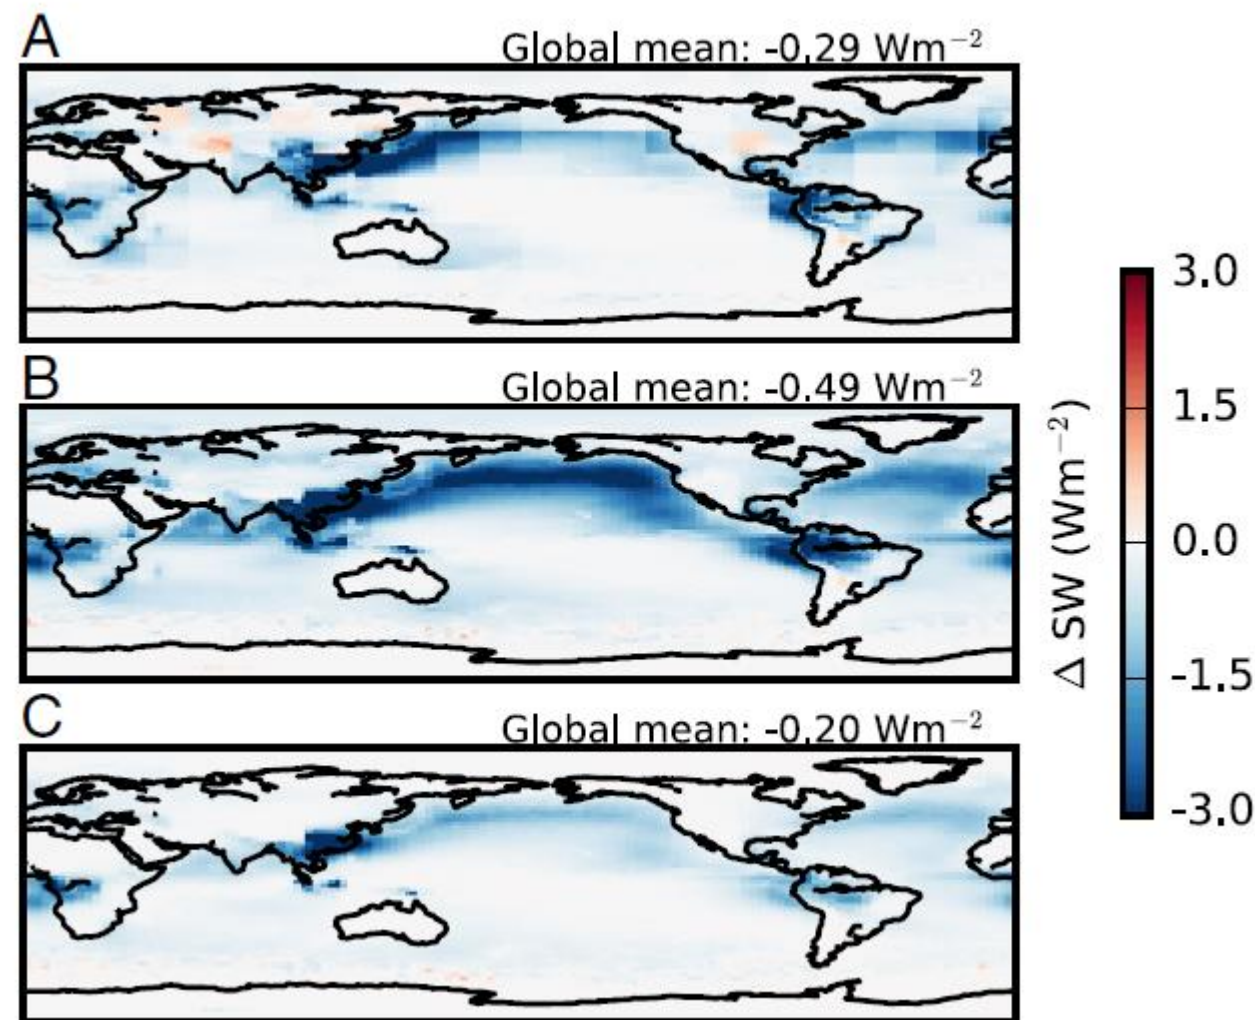 A
Global mean: -0.29 Wm⁻²
B
Global mean: -0.49 Wm⁻²
C
Global mean: -0.20 Wm⁻²
3.0
1.5
0.0
-1.5
-3.0
Δ SW (Wm⁻²)